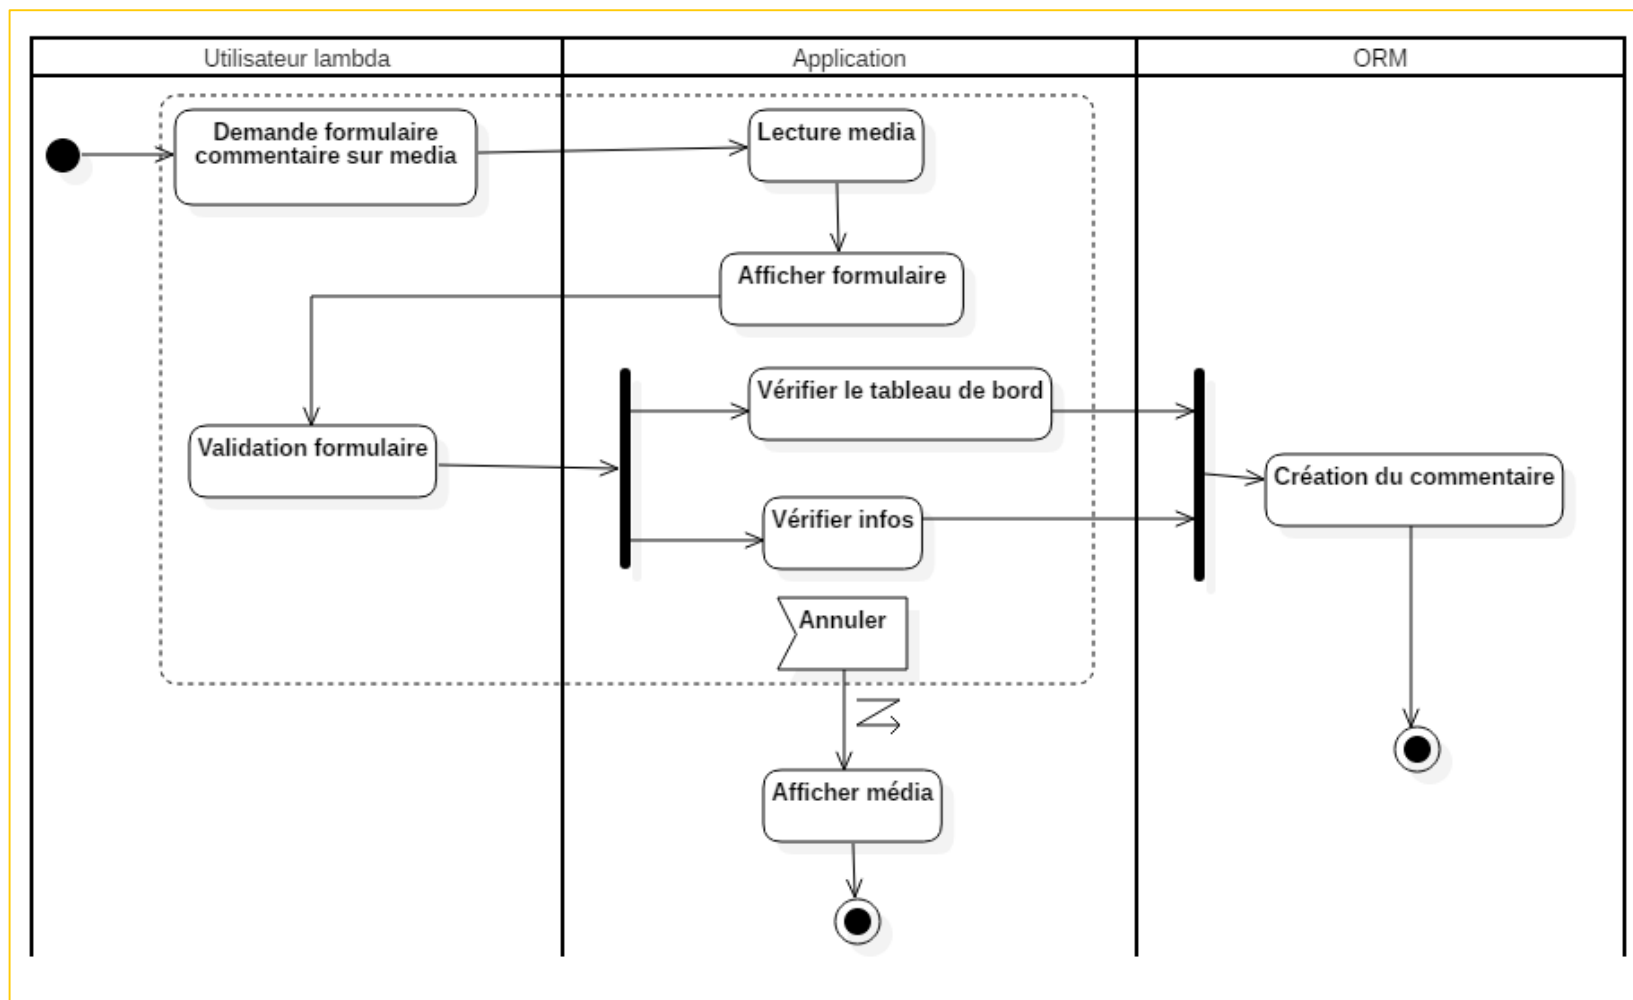 Utilisateur lambda
Application
ORM
Demande formulaire
commentaire sur media
Lecture media
Afficher formulaire
Vérifier le tableau de bord
Validation formulaire
Création du commentaire
Vérifier infos
Annuler
Afficher média